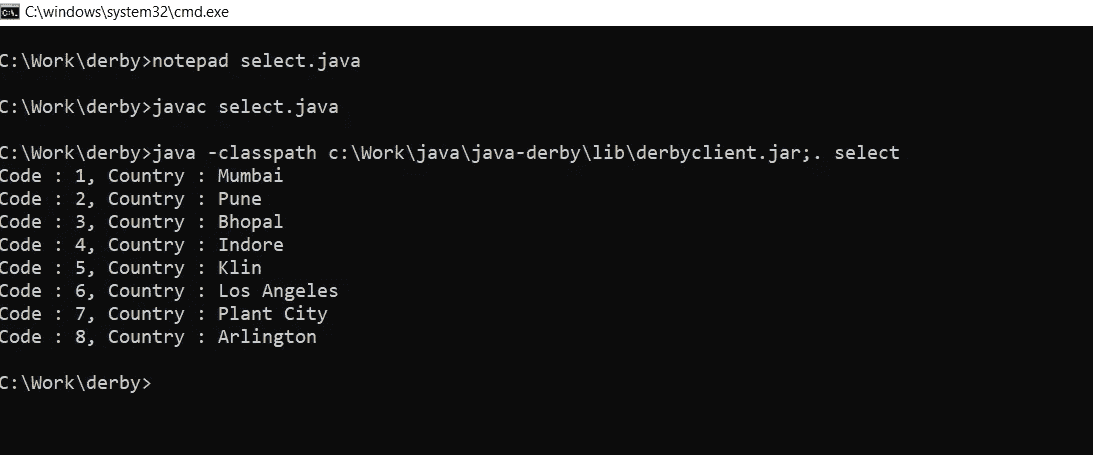 C:\windows\system32\cmd.exe
C:\Work\derby>notepad select.java
C:\Work\derby>javac select.java
C:\Work\derby>java -classpath c:\Work\java\java-derby\lib\derbyclient.jar;. select
Code : 1, Country : Mumbai
Code : 2, Country : Pune
Code : 3, Country : Bhopal
Code : 4, Country : Indore
Code : 5, Country : Klin
Code : 6, Country : Los Angeles
Code : 7, Country : Plant City
Code : 8, Country : Arlington
C:\Work\derby>